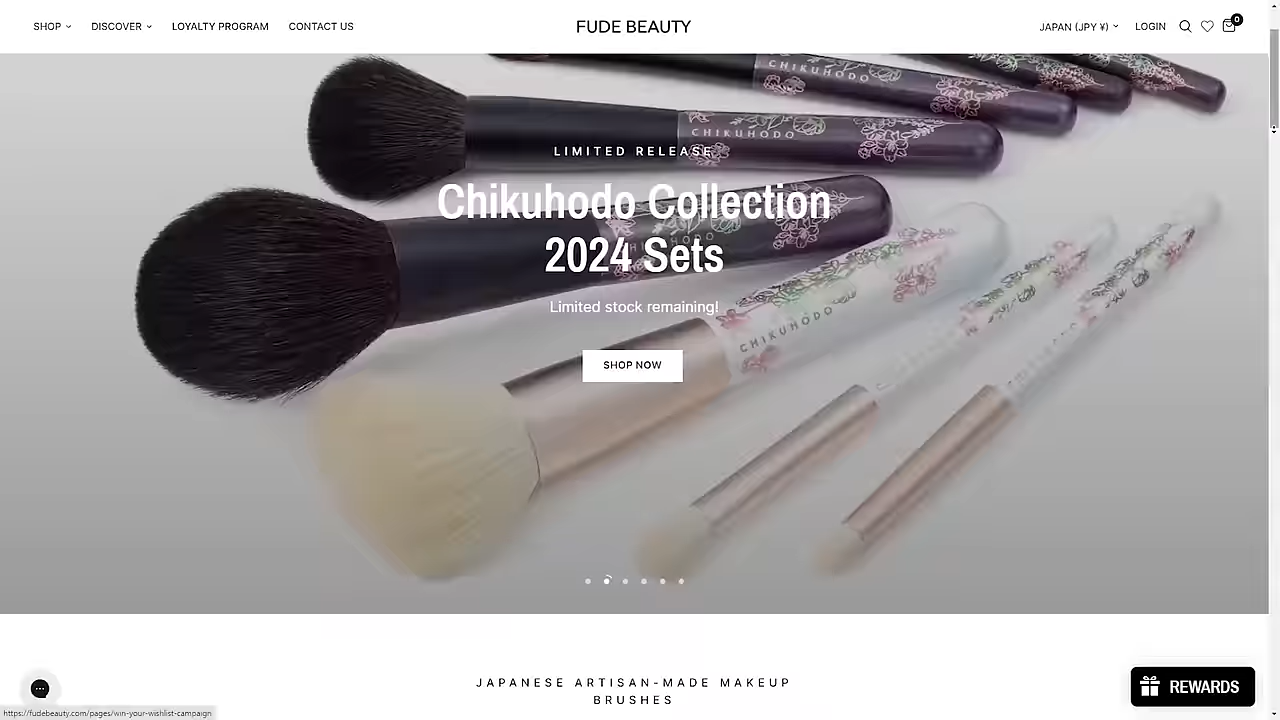 SHOP
DISCOVER
LOYALTY PROGRAM
CONTACT US
FUDE BEAUTY
JAPAN (JPY ¥)
LOGIN
0
CHIKUHODO
CHIKUHODO
LIMITED RELEASE
Chikuhodo Collection
2024 Sets
Limited stock remaining!
CHIKUHODO
SHOP NOW
JAPANESE ARTISAN-MADE MAKEUP
BRUSHES
REWARDS
https://fudebeauty.com/pages/win-your-wishlist-campaign